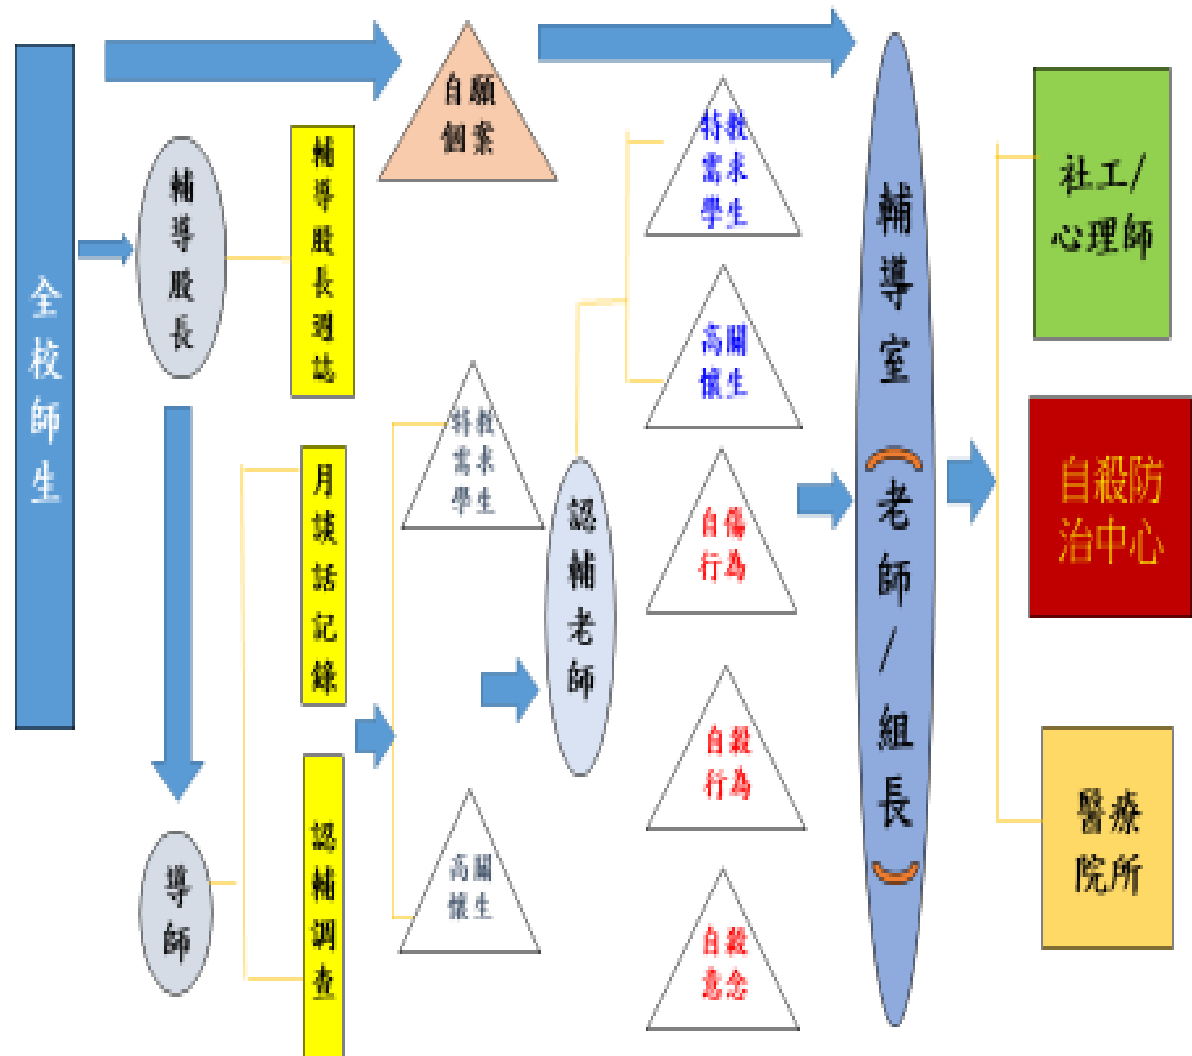 全校師生
輔導股長
輔導股長週誌
導師
月談話記錄
認輔調查
自願
個案
特教
需求
學生
高關
懷生
認輔老師
特教
需求
學生
高關
懷生
自傷
行為
自殺
行為
自殺
意念
輔導室(老師/組長)
社工/
心理師
自殺防
治中心
醫療
院所